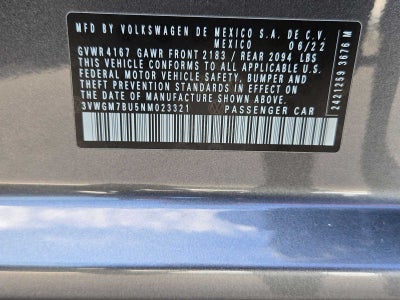 MFD BY VOLKSWAGEN DE MEXICO S.A. DE C.V.
MEXICO 06/22
GVWR 4167 GAWR FRONT 2183 / REAR 2094 LBS
THIS VEHICLE CONFORMS TO ALL APPLICABLE U.S.
FEDERAL MOTOR VEHICLE SAFETY, BUMPER AND
THEFT PREVENTION STANDARDS IN EFFECT ON
THE DATE OF MANUFACTURE SHOWN ABOVE.
3VWGM7BU5NM023321 PASSENGER CAR
2421259 3676 M